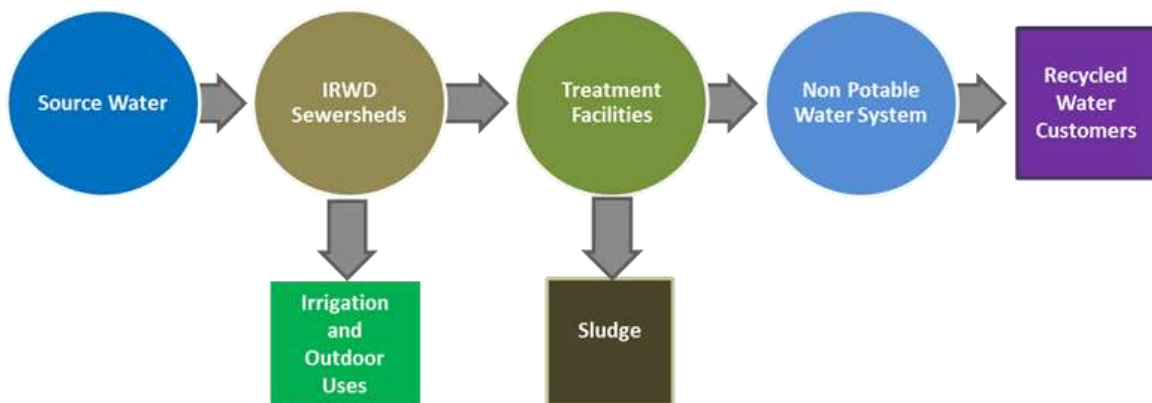 Source Water
IRWD
Sewersheds
Treatment
Facilities
Non Potable
Water System
Recycled
Water
Customers
Irrigation
and
Outdoor
Uses
Sludge